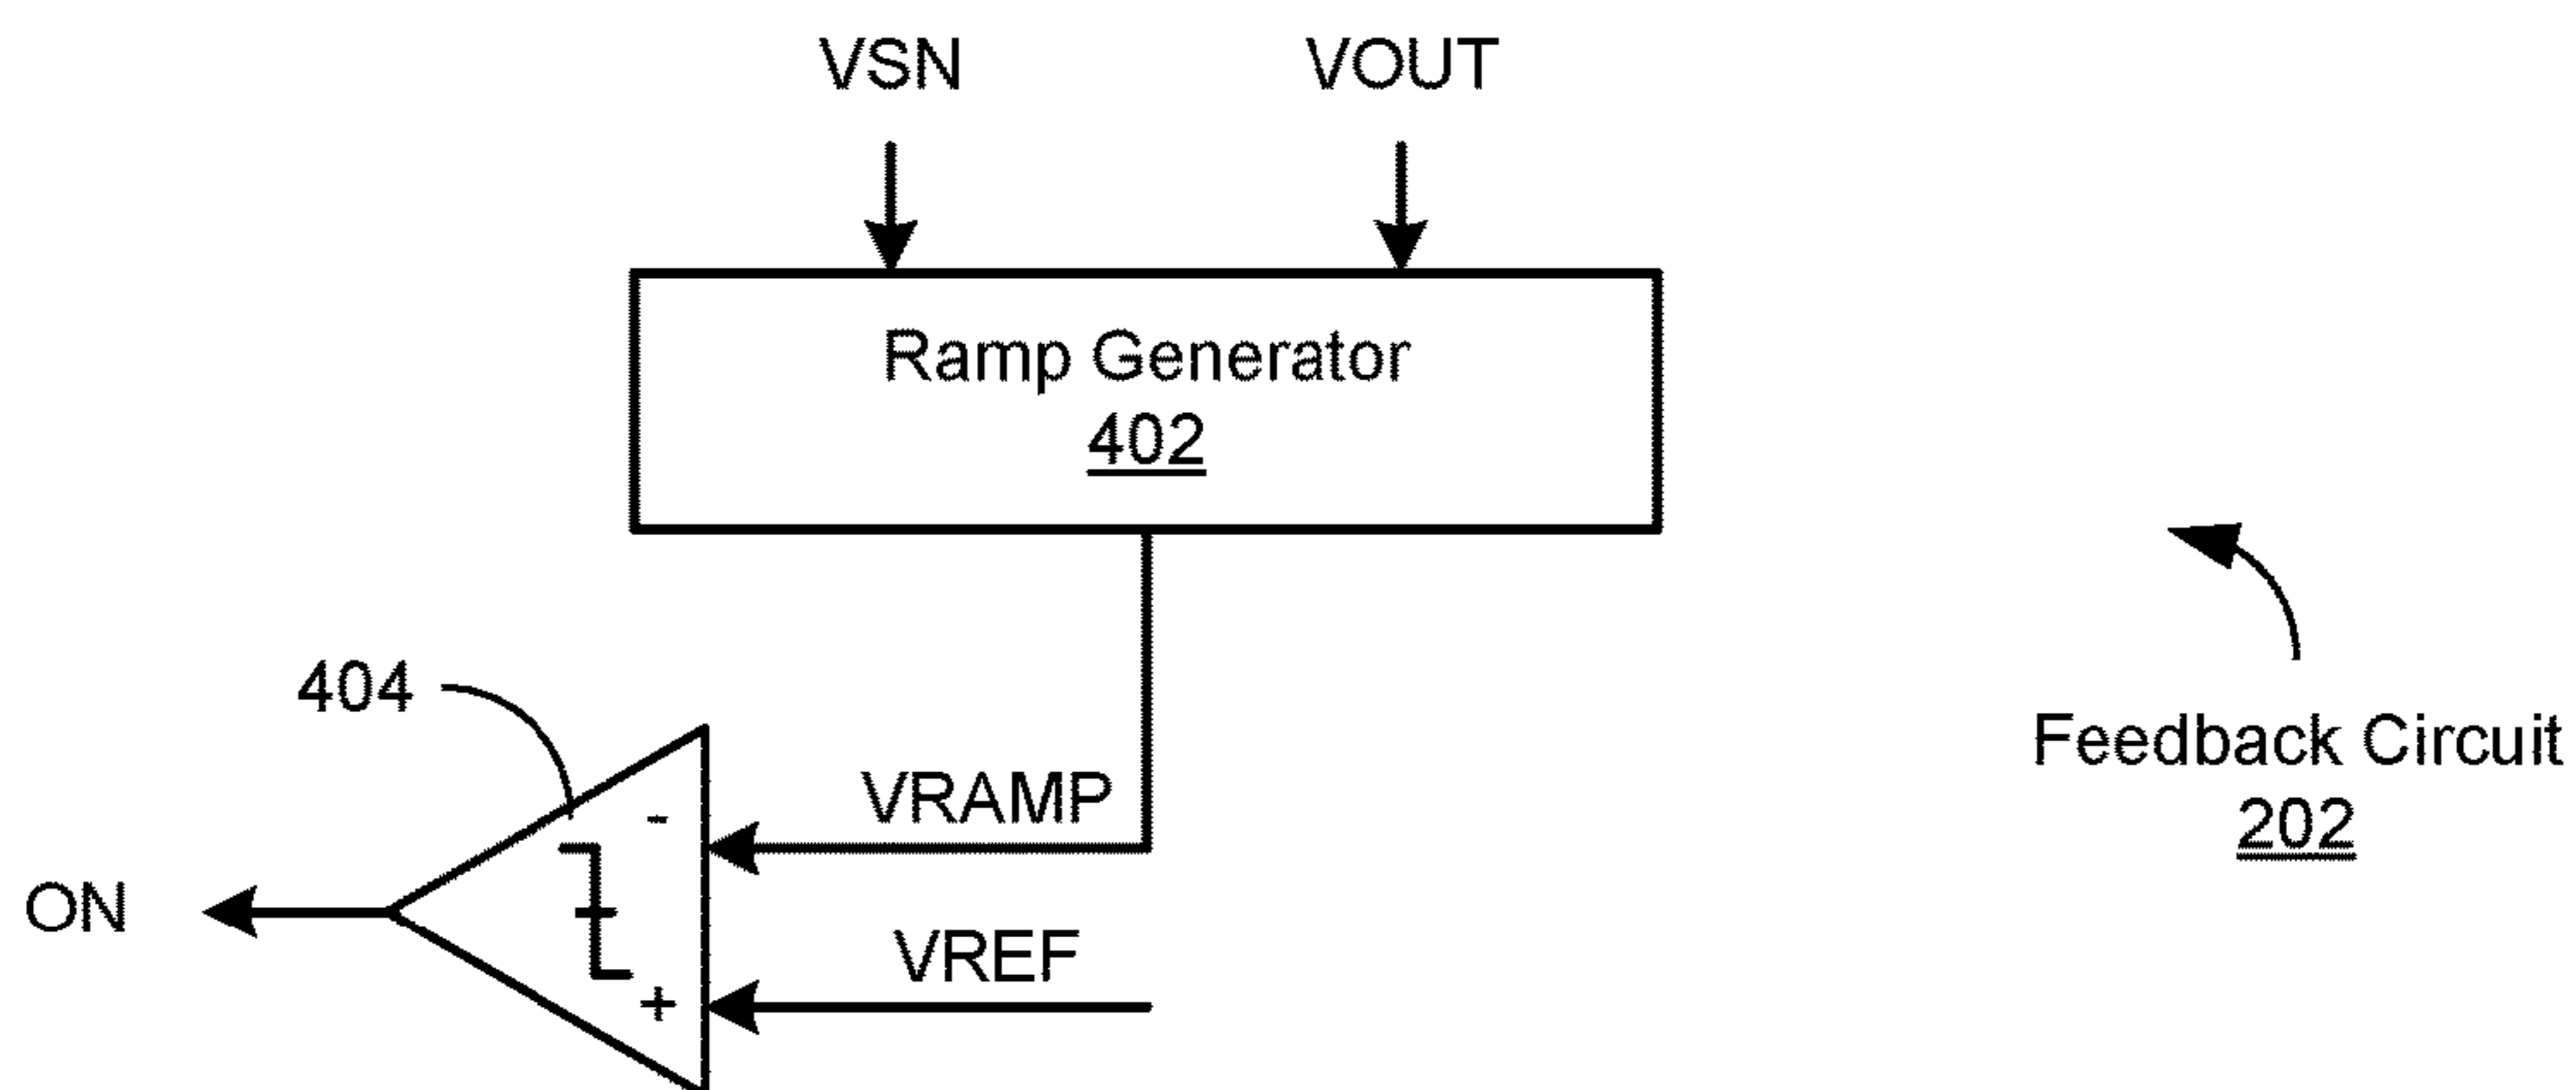 VSN
VOUT
Ramp Generator
402
404
VRAMP
-
Feedback Circuit
202
ON
VREF
+